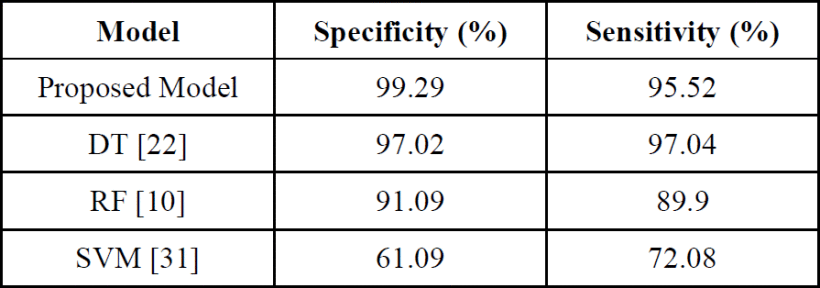 Model Specificity (%) Sensitivity (%)
Proposed Model 99.29 95.52
DT [22] 97.02 97.04
RF [10] 91.09 89.9
SVM [31] 61.09 72.08